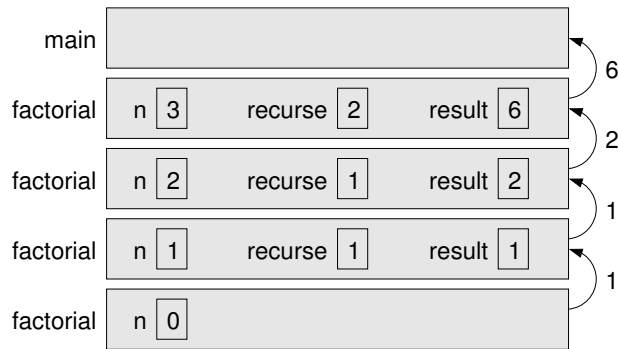 main
6
factorial n 3 recurse 2 result 6
2
factorial n 2 recurse 1 result 2
1
factorial n 1 recurse 1 result 1
1
factorial n 0